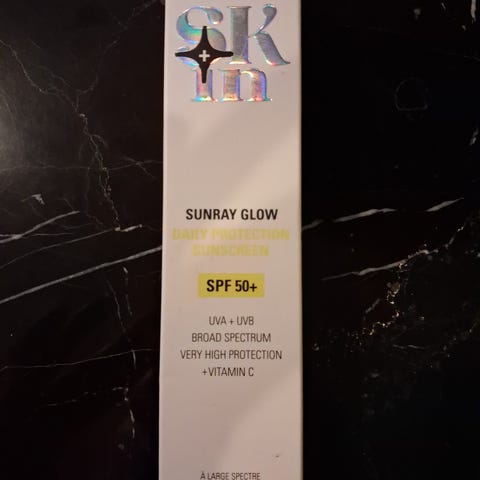 Sk
in
SUNRAY GLOW
DAILY PROTECTION
SUNSCREEN
SPF 50+
UVA + UVB
BROAD SPECTRUM
VERY HIGH PROTECTION
+VITAMIN C
À LARGE SPECTRE